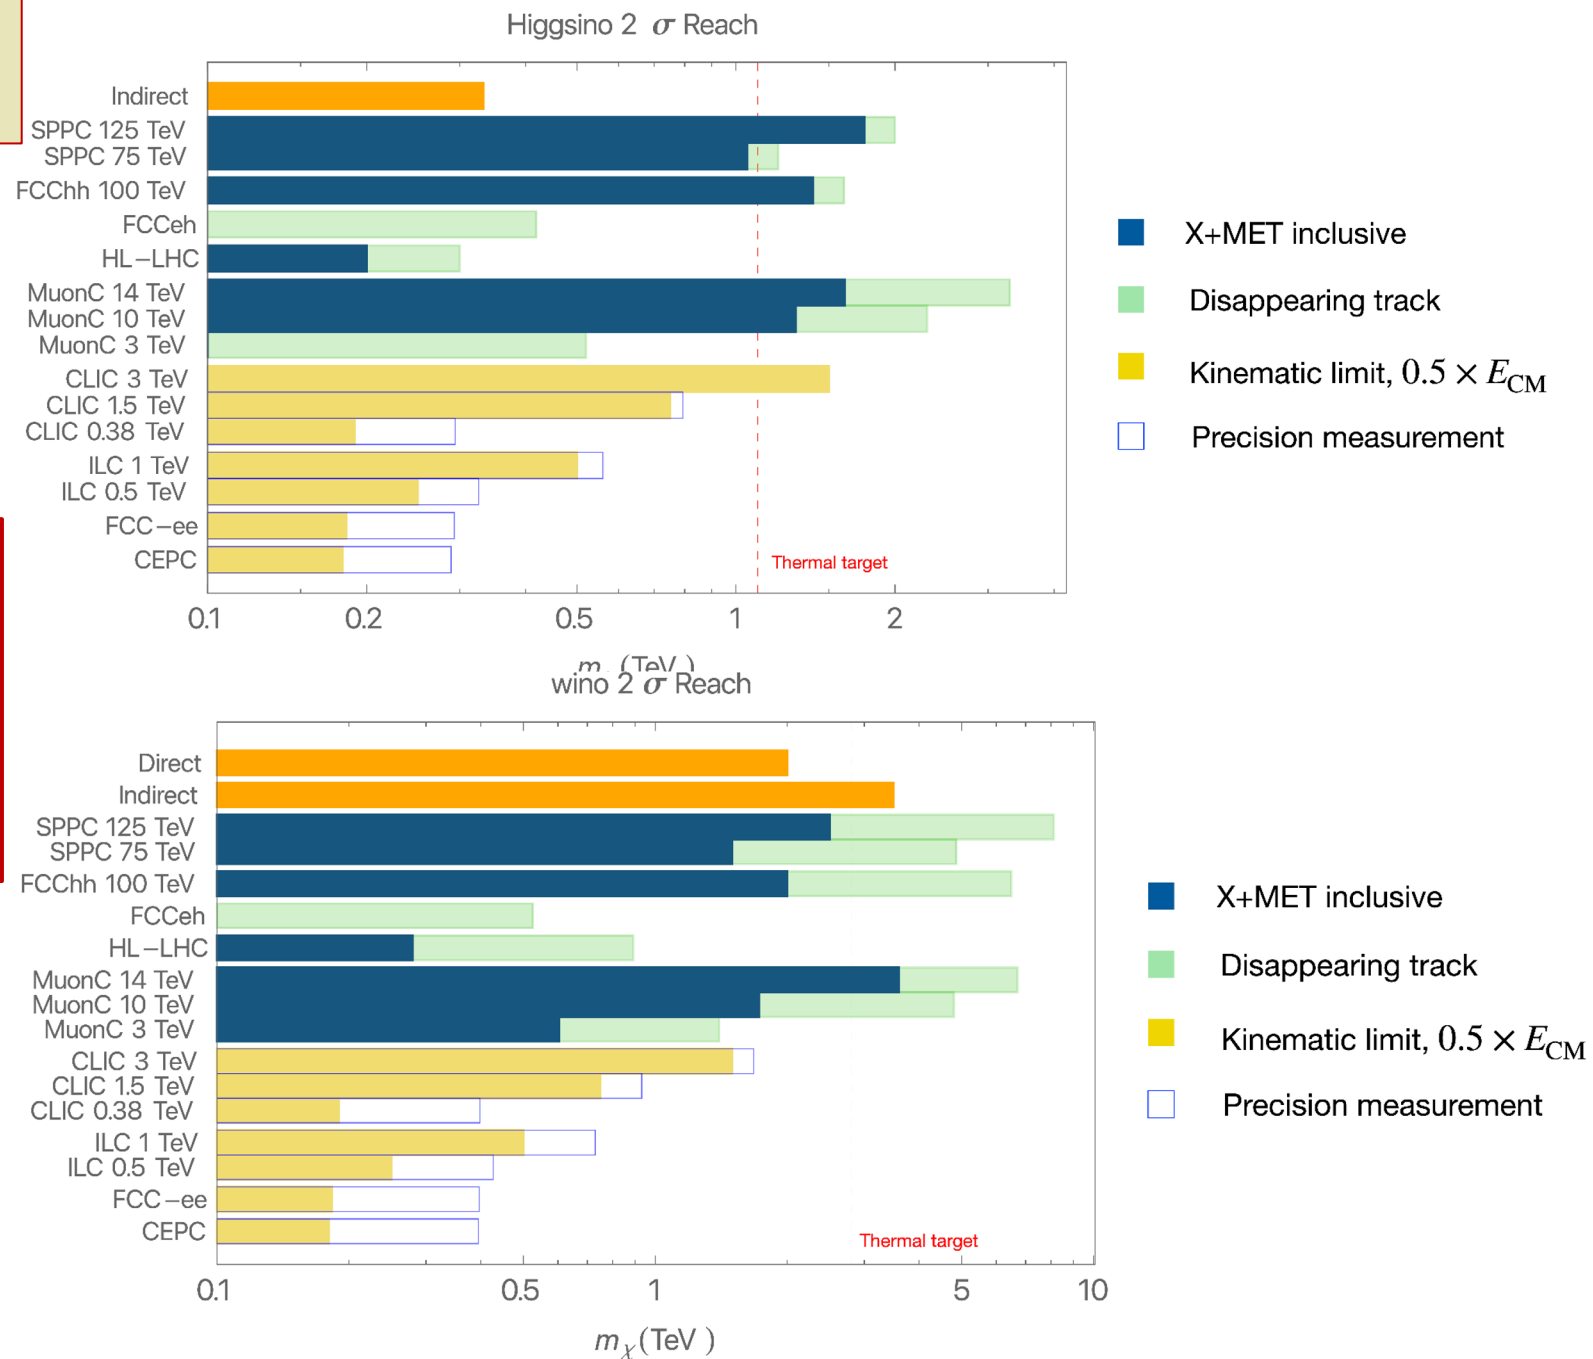 Higgsino 2 σ Reach
Indirect
SPPC 125 TeV
SPPC 75 TeV
FCChh 100 TeV
FCCeh
HL-LHC
MuonC 14 TeV
MuonC 10 TeV
MuonC 3 TeV
CLIC 3 TeV
CLIC 1.5 TeV
CLIC 0.38 TeV
ILC 1 TeV
ILC 0.5 TeV
FCC-ee
CEPC
Thermal target
0.1 0.2 0.5 1 2
X+MET inclusive
Disappearing track
Kinematic limit, 0.5 × E_CM
Precision measurement
m (TeV)
wino 2 σ Reach
Direct
Indirect
SPPC 125 TeV
SPPC 75 TeV
FCChh 100 TeV
FCCeh
HL-LHC
MuonC 14 TeV
MuonC 10 TeV
MuonC 3 TeV
CLIC 3 TeV
CLIC 1.5 TeV
CLIC 0.38 TeV
ILC 1 TeV
ILC 0.5 TeV
FCC-ee
CEPC
Thermal target
0.1 0.5 1 5 10
m_χ(TeV)
X+MET inclusive
Disappearing track
Kinematic limit, 0.5 × E_CM
Precision measurement